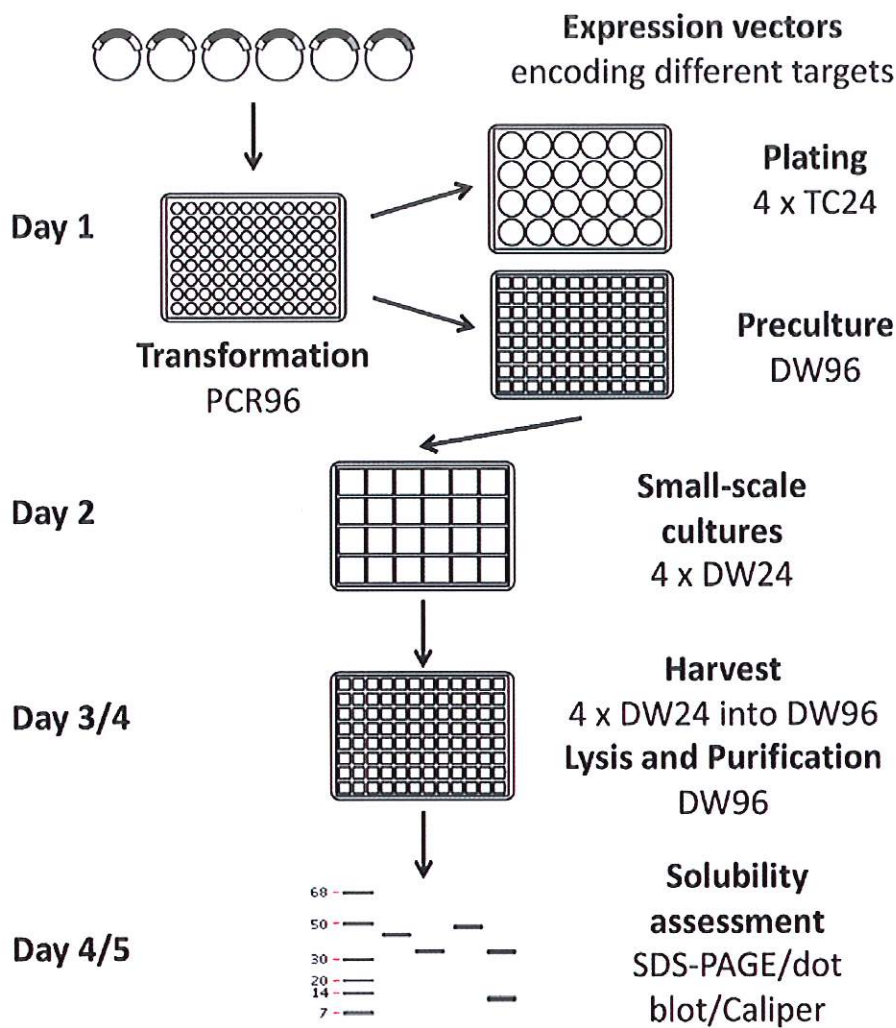 Expression vectors
encoding different targets
Day 1
Plating
4 x TC24
Transformation
PCR96
Preculture
DW96
Day 2
Small-scale
cultures
4 x DW24
Day 3/4
Harvest
4 x DW24 into DW96
Lysis and Purification
DW96
Day 4/5
68
50
30
20
14
7
Solubility
assessment
SDS-PAGE/dot
blot/Caliper